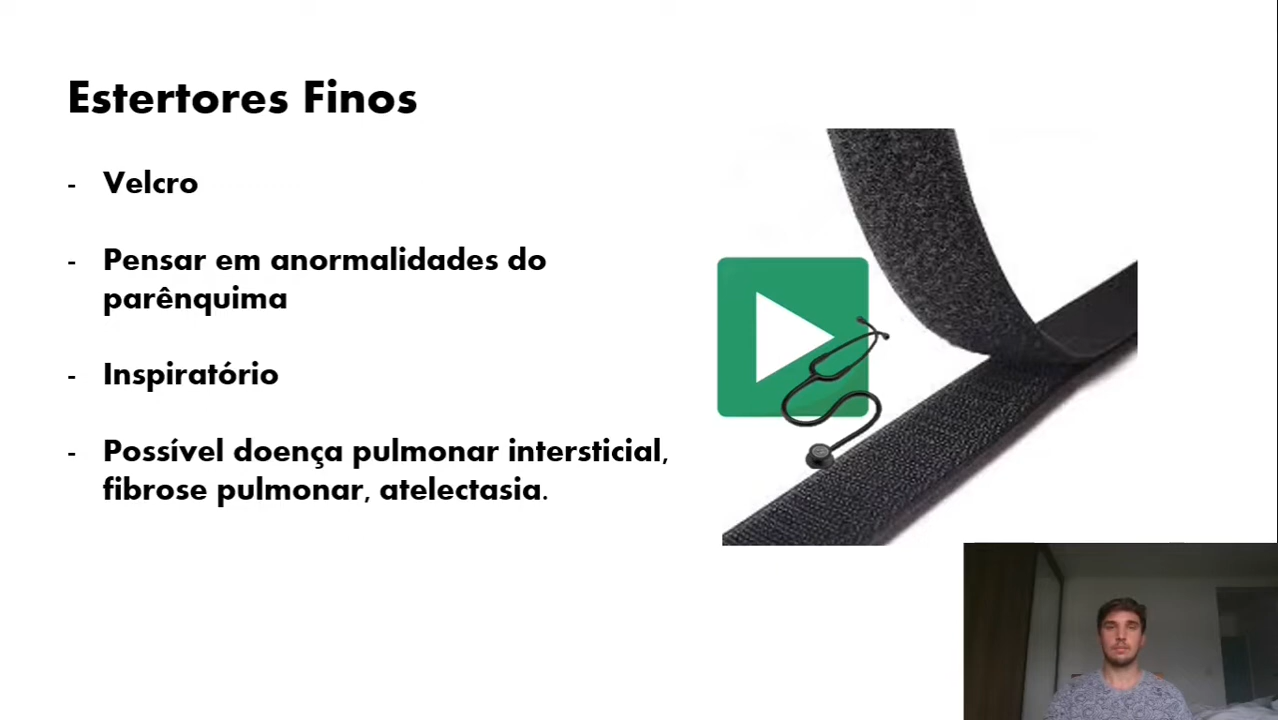 Estertores Finos
- Velcro
- Pensar em anormalidades do
parênquima
- Inspiratório
- Possível doença pulmonar intersticial,
fibrose pulmonar, atelectasia.